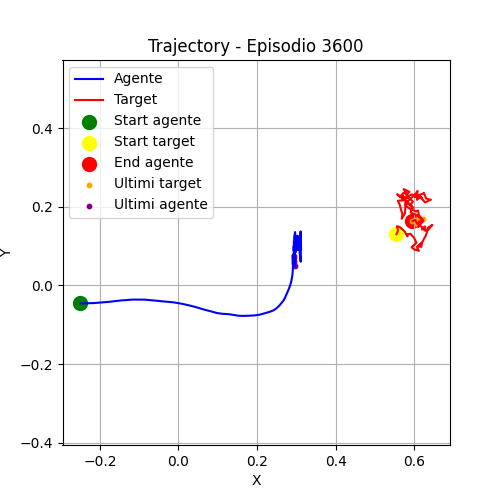 Trajectory - Episodio 3600
Agente
Target
Start agente
Start target
End agente
Ultimi target
Ultimi agente
0.4
0.2
0.0
−0.2
−0.4
Y
−0.2
0.0
0.2
0.4
0.6
X